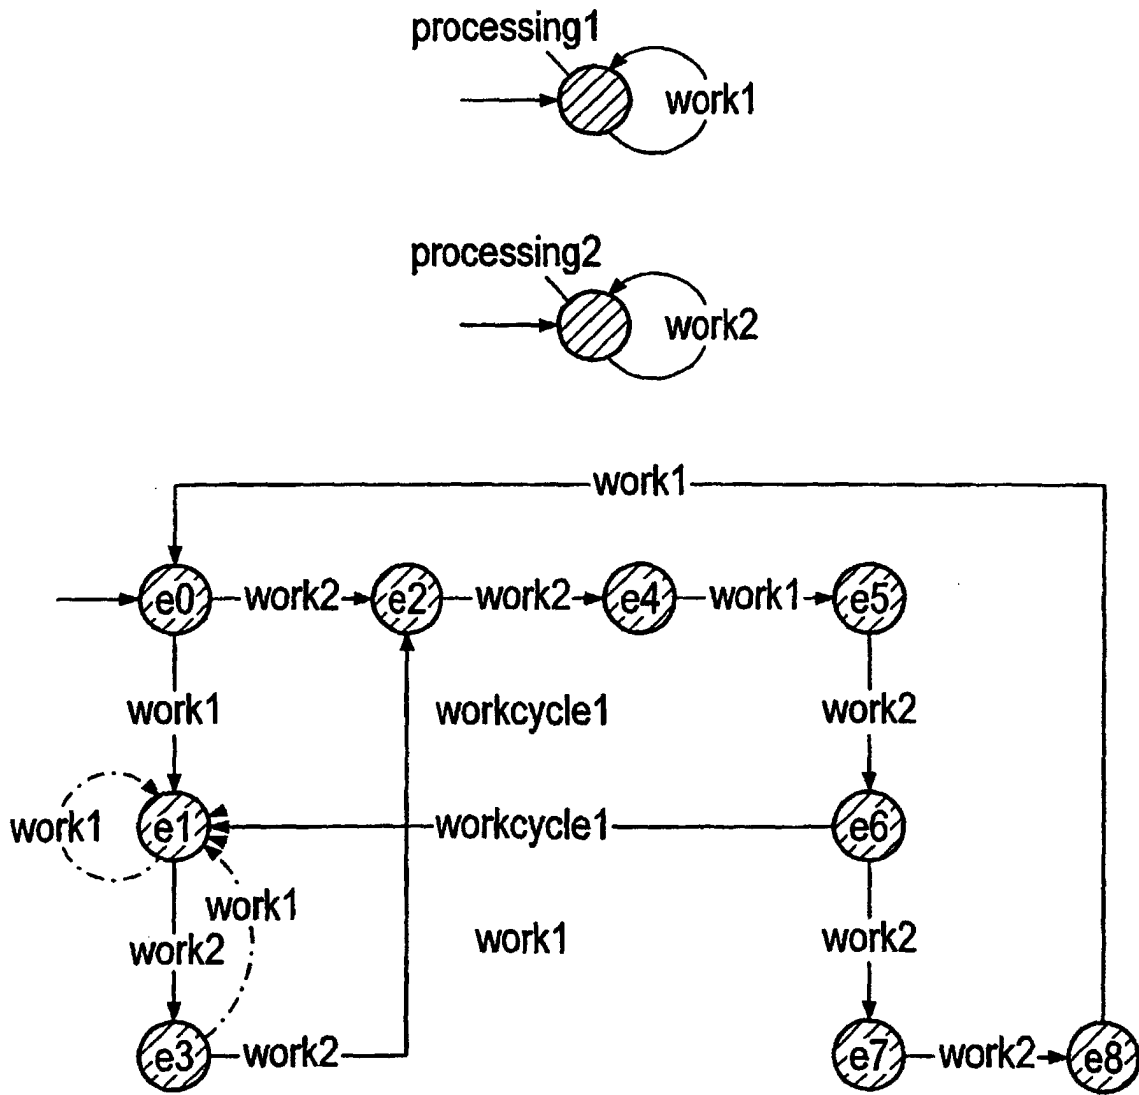 processing1
work1
processing2
work2
work1
e0 work2 e2 work2 e4 work1 e5
work1 workcycle1 work2
work1 e1 workcycle1 e6
work1
work2 work1 work2
e3 work2 e7 work2 e8